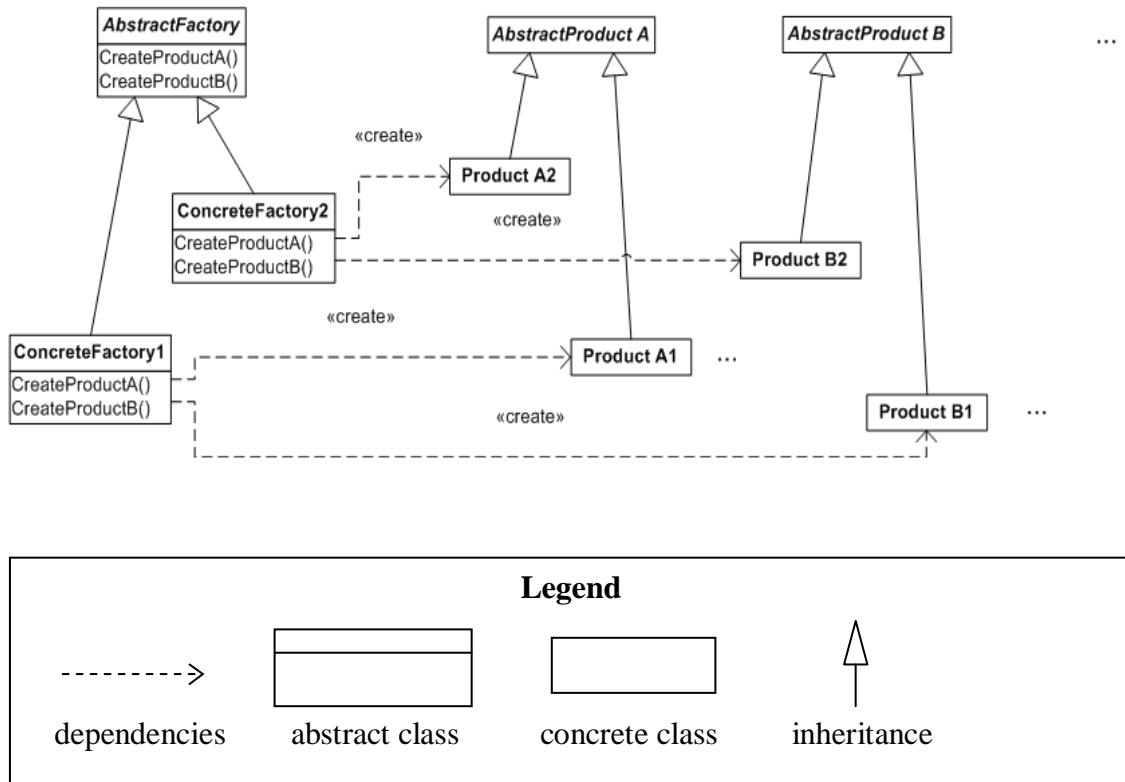 AbstractFactory
CreateProductA()
CreateProductB()
AbstractProduct A
AbstractProduct B
...
«create»
Product A2
ConcreteFactory2
CreateProductA()
CreateProductB()
«create»
Product B2
«create»
ConcreteFactory1
CreateProductA()
CreateProductB()
Product A1
...
«create»
Product B1
...
Legend
dependencies
abstract class
concrete class
inheritance